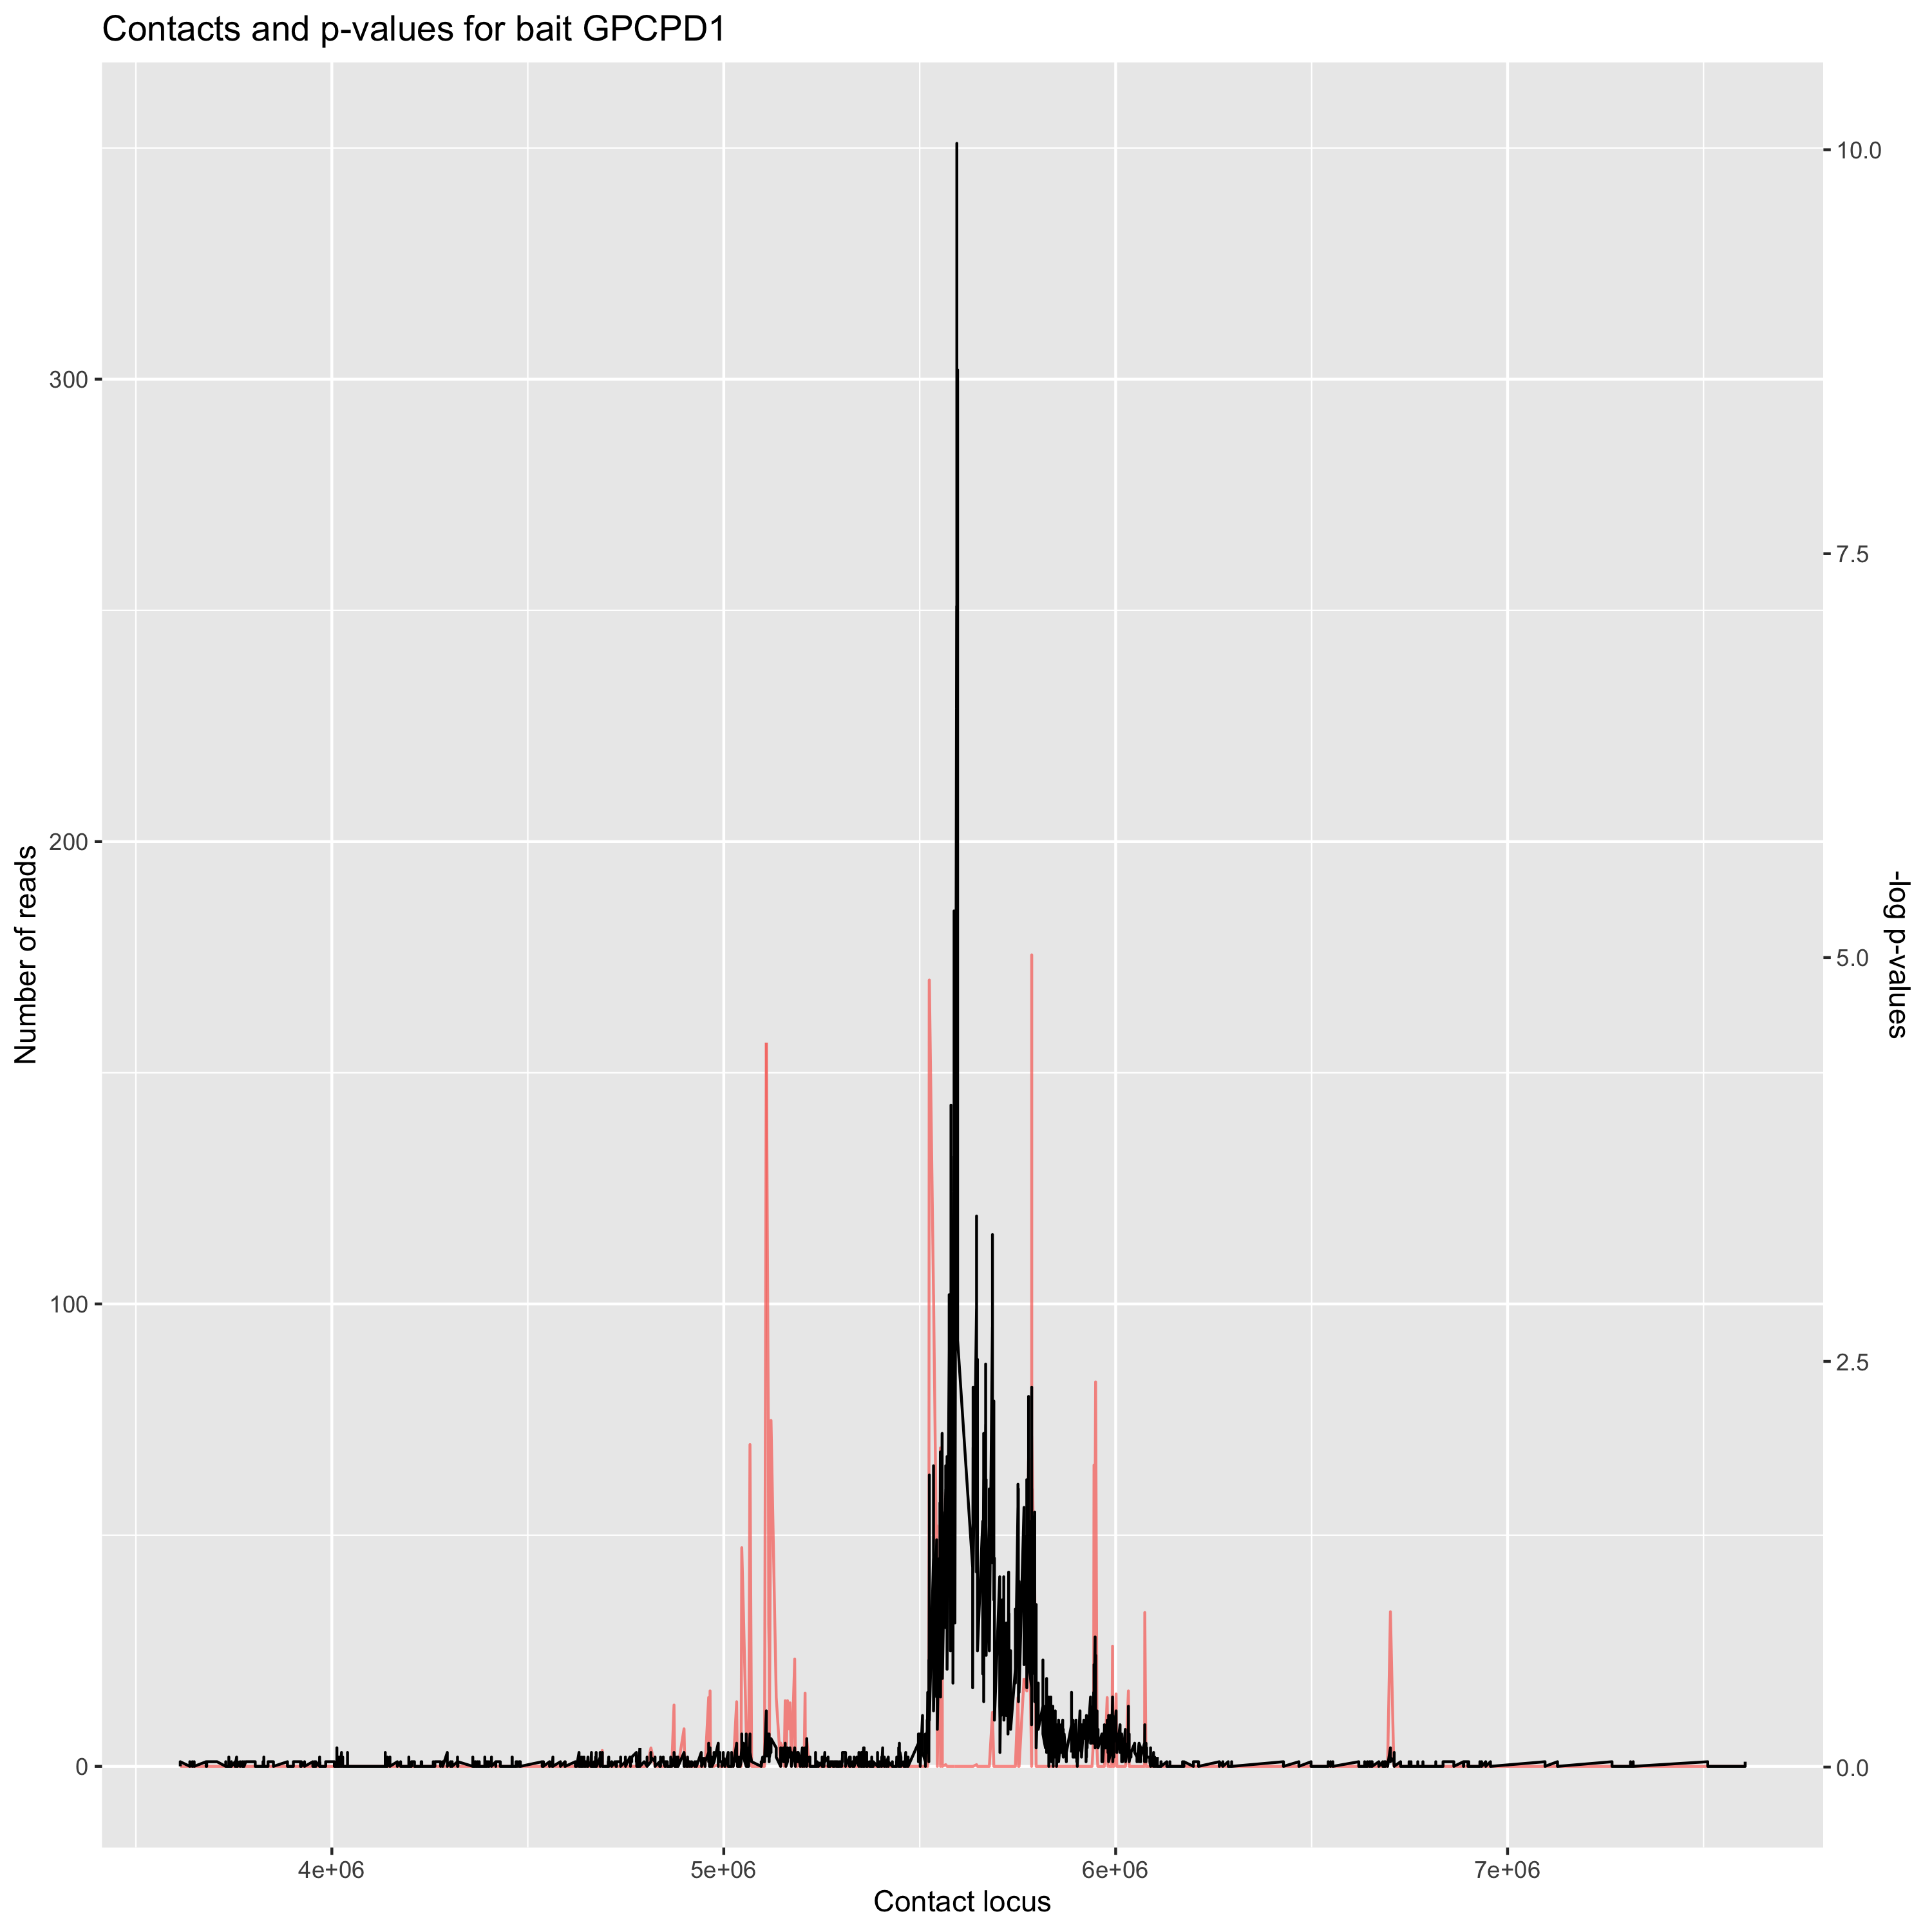 Contacts and p-values for bait GPCPD1
Number of reads
300
200
100
0
10.0
7.5
5.0
2.5
0.0
-log p-values
4e+06
5e+06
6e+06
7e+06
Contact locus